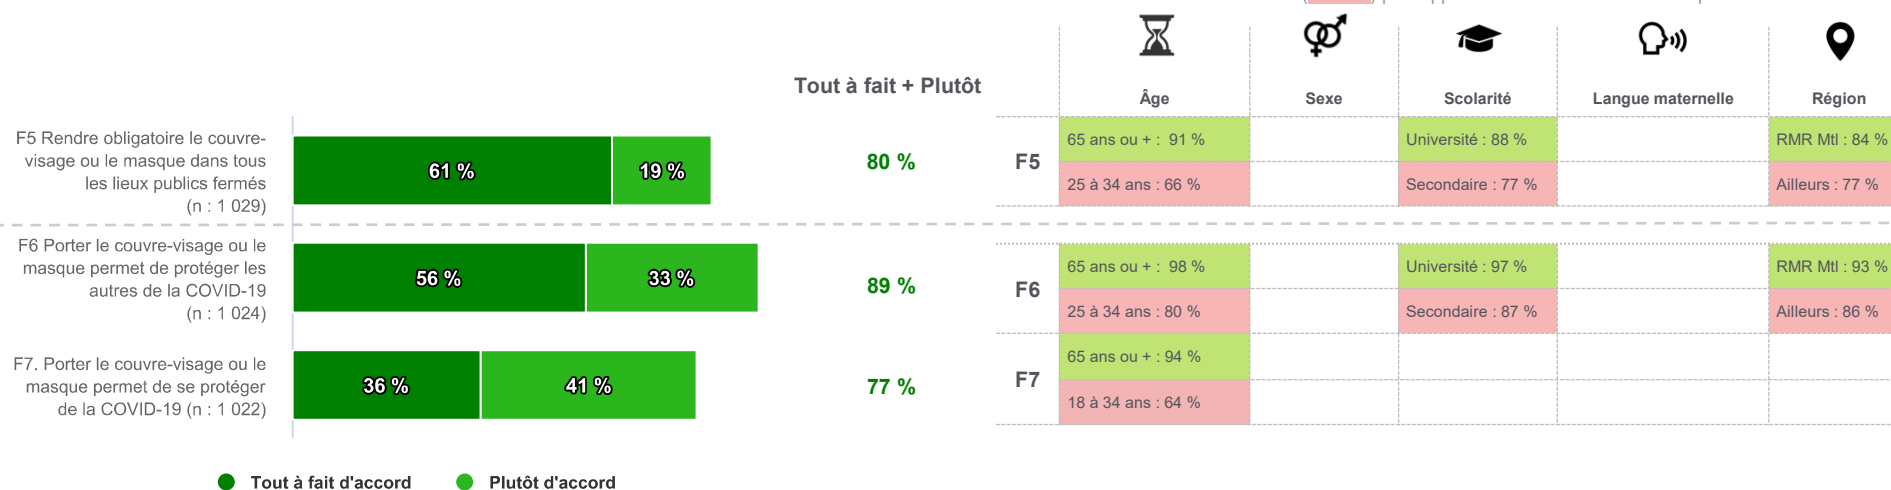 Tout à fait + Plutôt
Âge
Sexe
Scolarité
Langue maternelle
Région
F5 Rendre obligatoire le couvre-
visage ou le masque dans tous
les lieux publics fermés
(n : 1 029)
61 %
19 %
80 %
F5
65 ans ou + : 91 %
Université : 88 %
RMR Mtl : 84 %
25 à 34 ans : 66 %
Secondaire : 77 %
Ailleurs : 77 %
F6 Porter le couvre-visage ou le
masque permet de protéger les
autres de la COVID-19
(n : 1 024)
56 %
33 %
89 %
F6
65 ans ou + : 98 %
Université : 97 %
RMR Mtl : 93 %
25 à 34 ans : 80 %
Secondaire : 87 %
Ailleurs : 86 %
F7. Porter le couvre-visage ou le
masque permet de se protéger
de la COVID-19 (n : 1 022)
36 %
41 %
77 %
F7
65 ans ou + : 94 %
18 à 34 ans : 64 %
Tout à fait d'accord
Plutôt d'accord